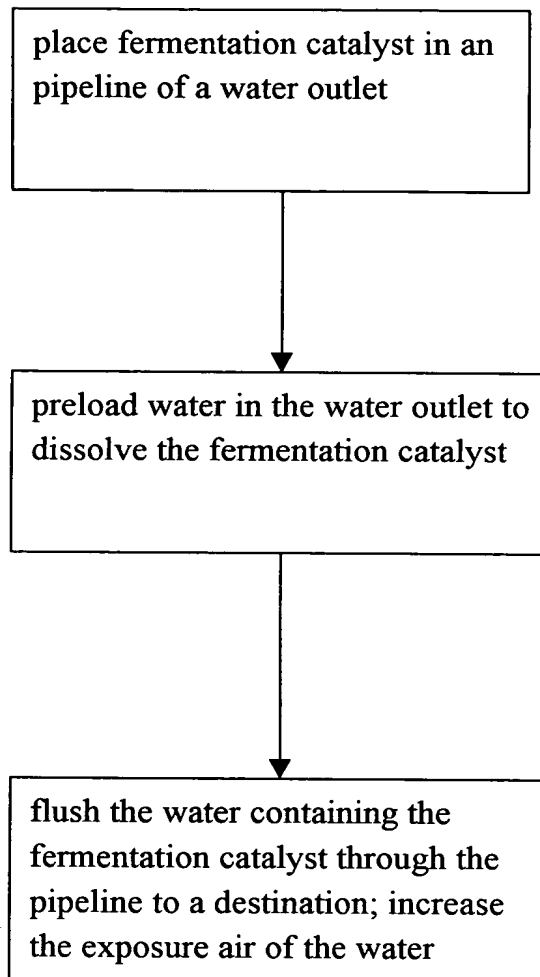 place fermentation catalyst in an
pipeline of a water outlet
preload water in the water outlet to
dissolve the fermentation catalyst
flush the water containing the
fermentation catalyst through the
pipeline to a destination; increase
the exposure air of the water